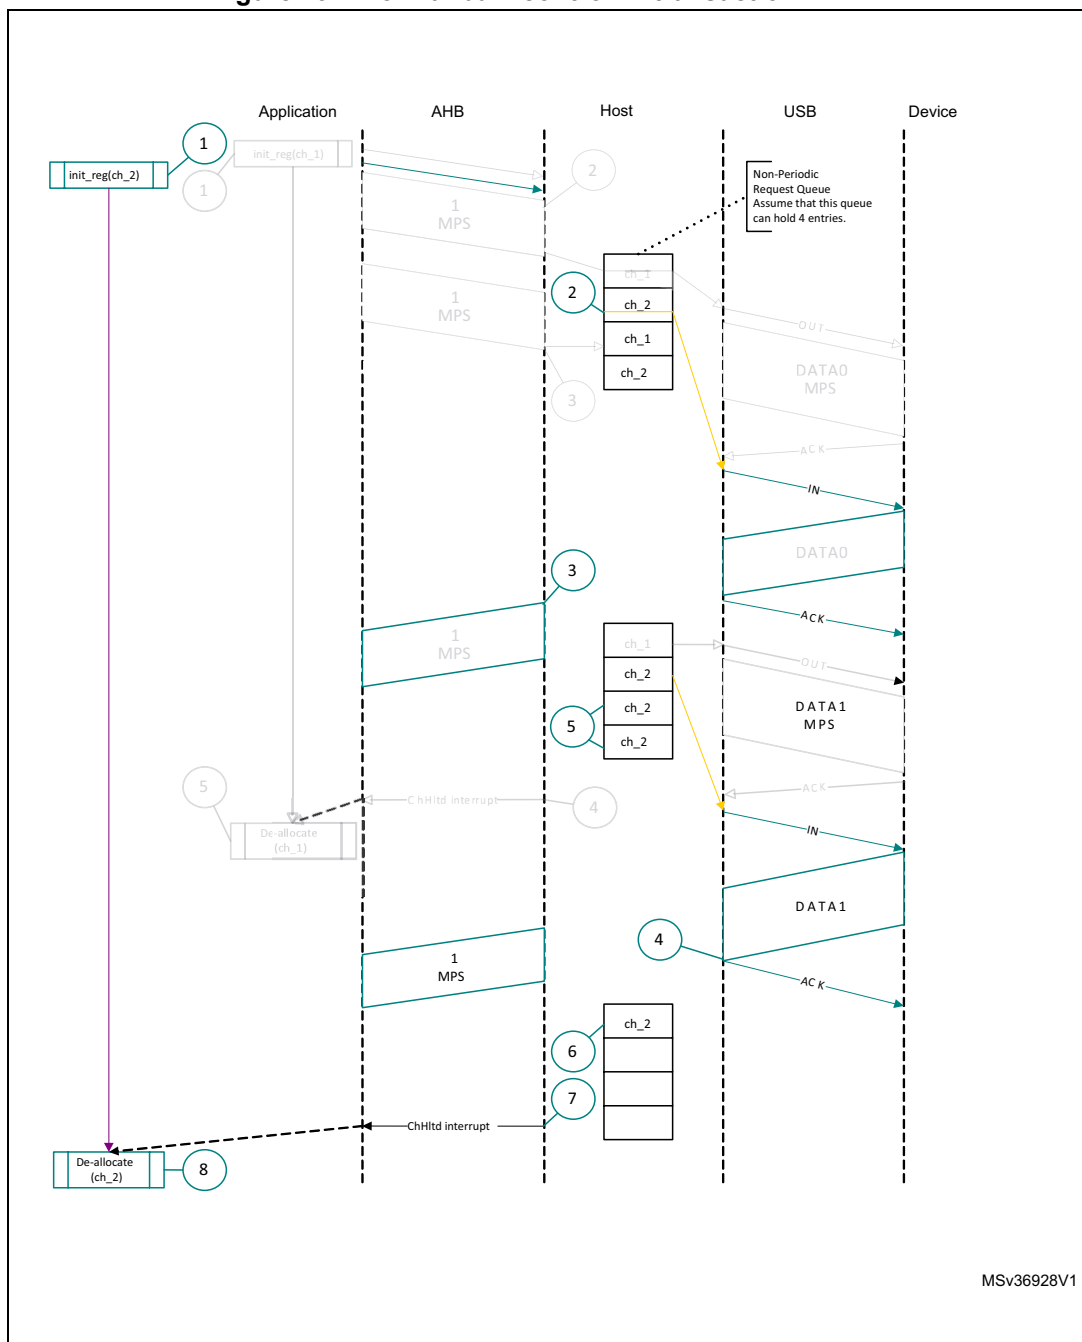 Application AHB Host USB Device
1
init_reg(ch_1)
init_reg(ch_2)
1
2
Non-Periodic
Request Queue
Assume that this queue
can hold 4 entries.
1
MPS
ch_1
2
ch_2
1
MPS
OUT
ch_1
ch_2
DATA0
MPS
3
ACK
IN
DATA0
3
ACK
1
MPS
ch_1
OUT
ch_2
ch_2
DATA1
MPS
5
ch_2
5
ChHltd interrupt
4
ACK
De-allocate
(ch_1)
IN
DATA1
4
1
MPS
ACK
ch_2
6
7
ChHltd interrupt
De-allocate
(ch_2)
8
MSv36928V1